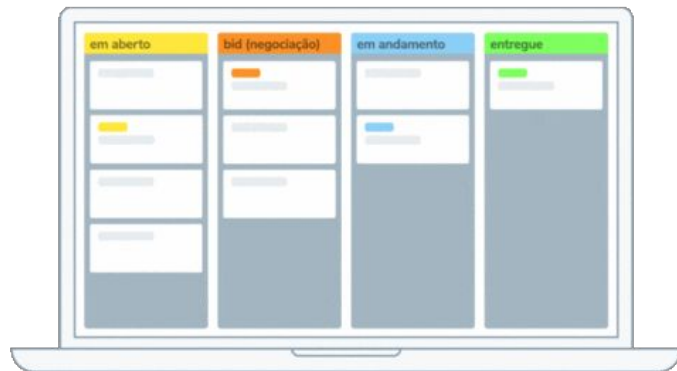 em aberto
bid (negociação)
em andamento
entregue